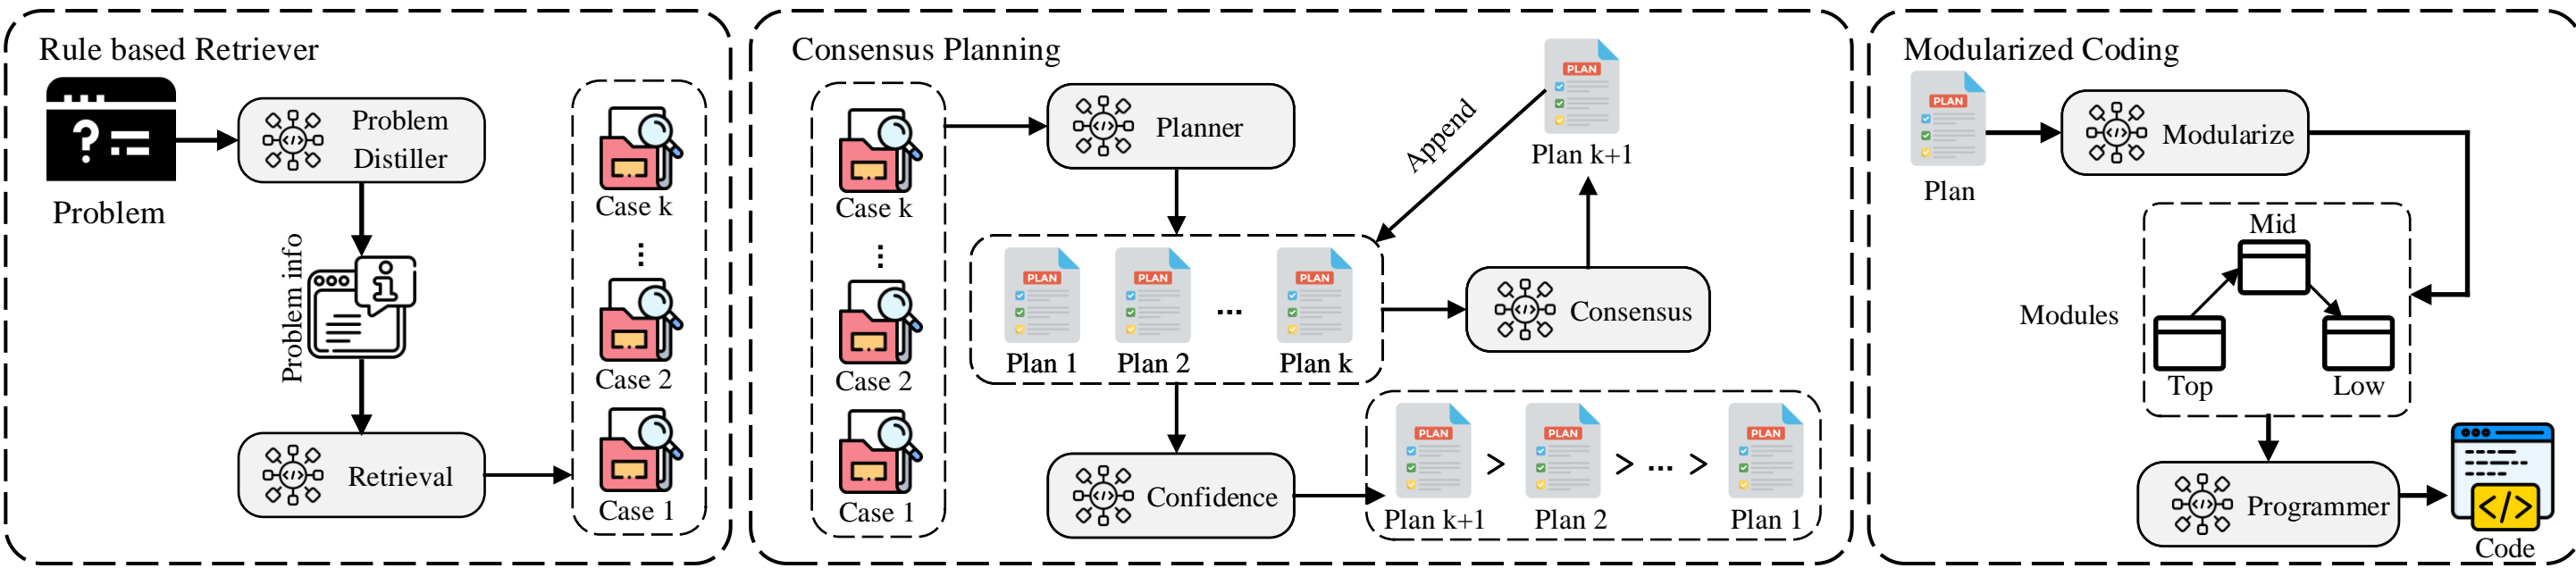 Rule based Retriever
? =
Problem
Problem
Distiller
Problem info
i
Retrieval
Case k
⋮
Case 2
Case 1
Consensus Planning
Case k
⋮
Case 2
Case 1
</> Planner
PLAN
Plan k+1
Append
PLAN
Plan 1
PLAN
Plan 2
...
PLAN
Plan k
</> Consensus
</> Confidence
PLAN > PLAN > ... > PLAN
Plan k+1
Plan 2
Plan 1
Modularized Coding
PLAN
Plan
</> Modularize
Modules
Mid
Top
Low
</> Programmer
</>
Code